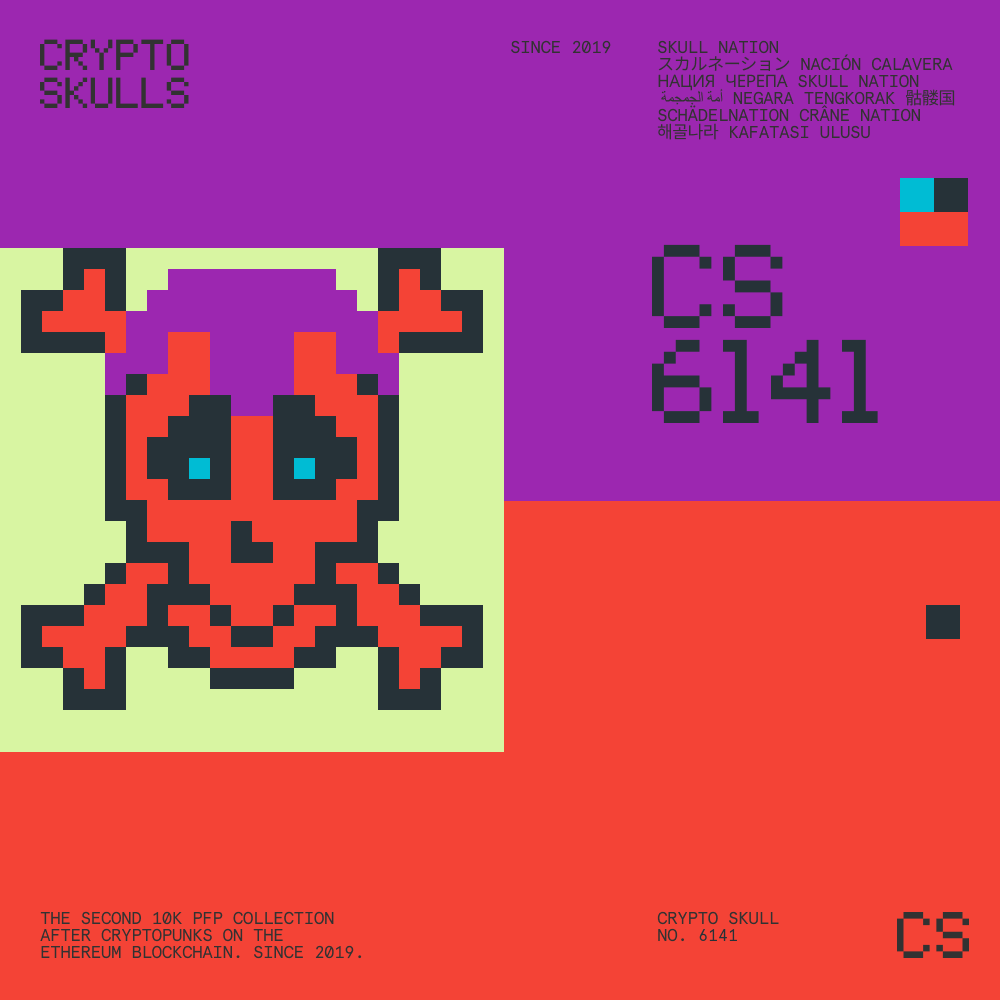 CRYPTO
SKULLS
SINCE 2019
SKULL NATION
スカルネーション NACIÓN CALAVERA
НАЦИЯ ЧЕРЕПА SKULL NATION
أمة الجمجمة NEGARA TENGKORAK 骷髅国
SCHÄDELNATION CRÂNE NATION
해골나라 KAFATASI ULUSU
CS
6141
THE SECOND 10K PFP COLLECTION
AFTER CRYPTOPUNKS ON THE
ETHEREUM BLOCKCHAIN. SINCE 2019.
CRYPTO SKULL
NO. 6141
CS